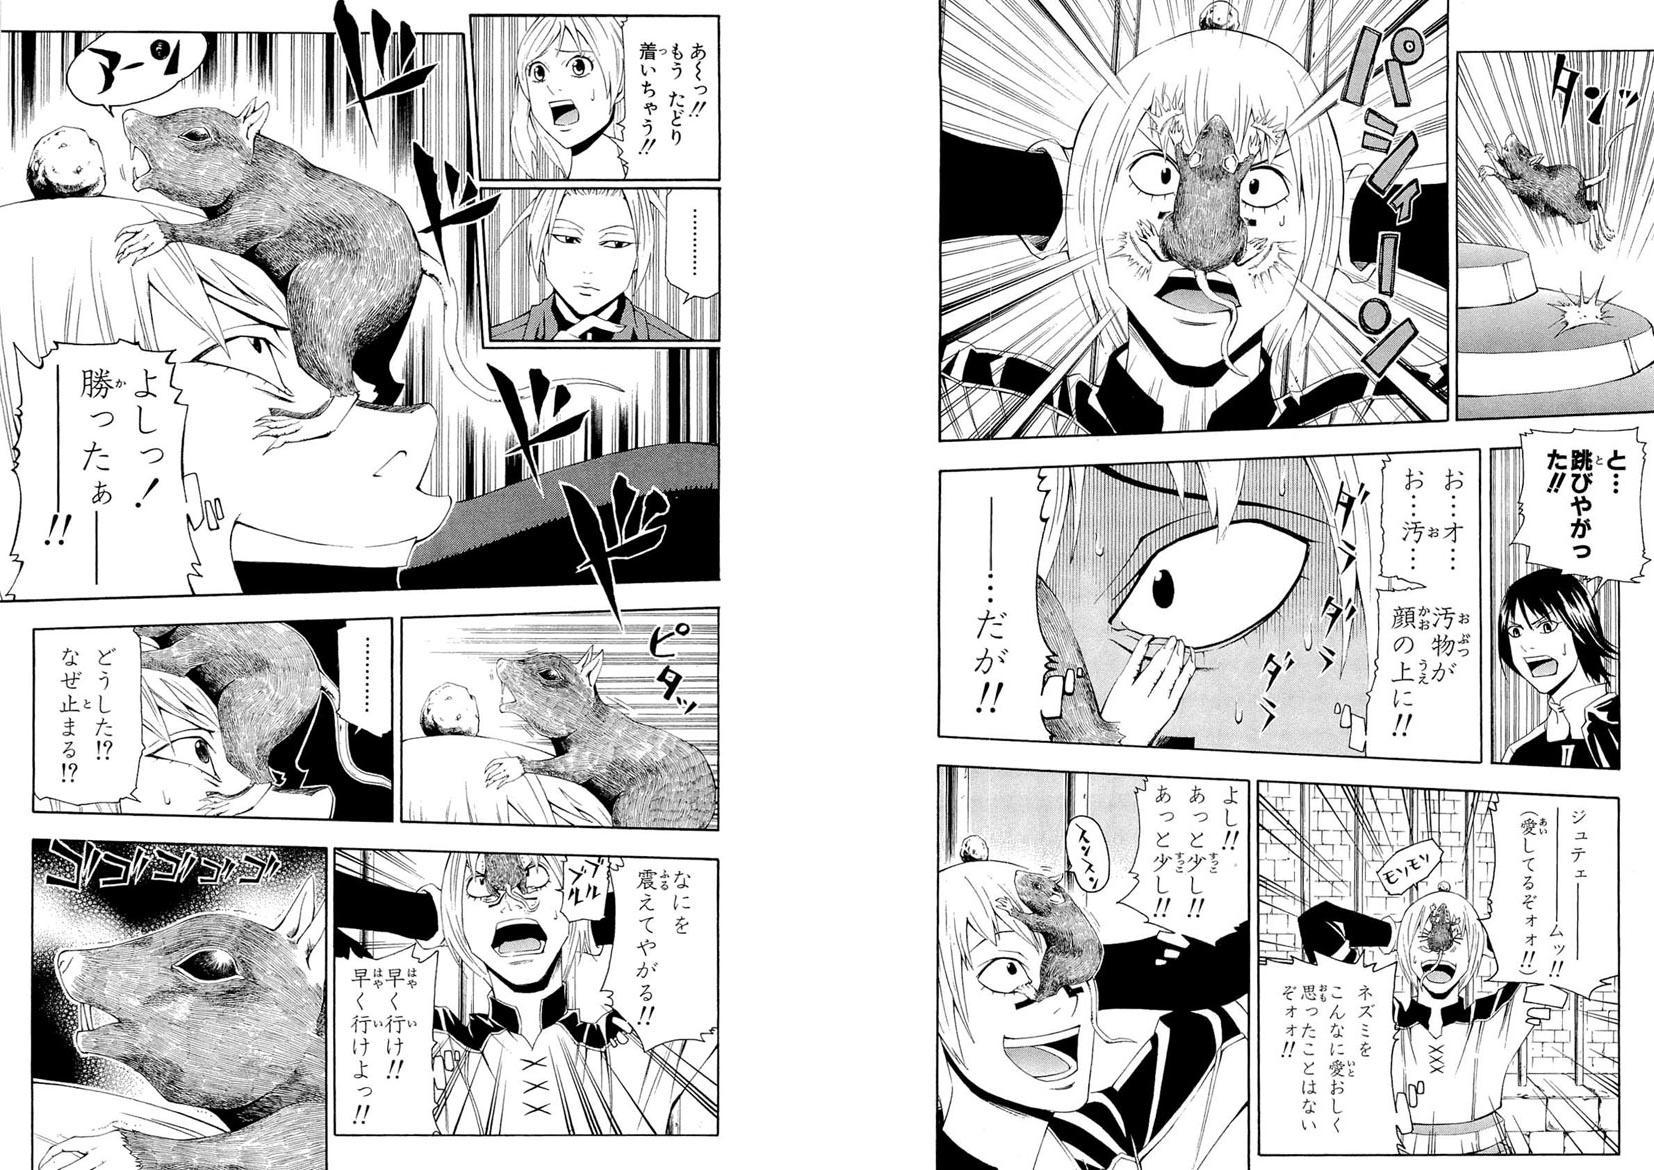 タンッ
パシィーン
と…
跳びやがっ
た!!
お…オ…
お…汚…
汚物が
顔の上に!!
ダラ
ダラ
ダラ
――…だが!!
ジュテェ――ムッ!!
(愛してるぞォォ!!)
モソモソ
ネズミを
こんなに愛おしく
思ったことはない
ぞォォ!!
よし!!
あっと少し!!
あっと少し!!
あ〜っ!!
もう たどり
着いちゃう!!
………
アーン
ドドドド
よしっ!
勝ったぁ
――!!
ピタッ
………
どうした!?
なぜ止まる!?
なにを
震えてやがる!!
ブルブル
早く行け!!
早く行けよっ!!
ゴゴゴゴゴ